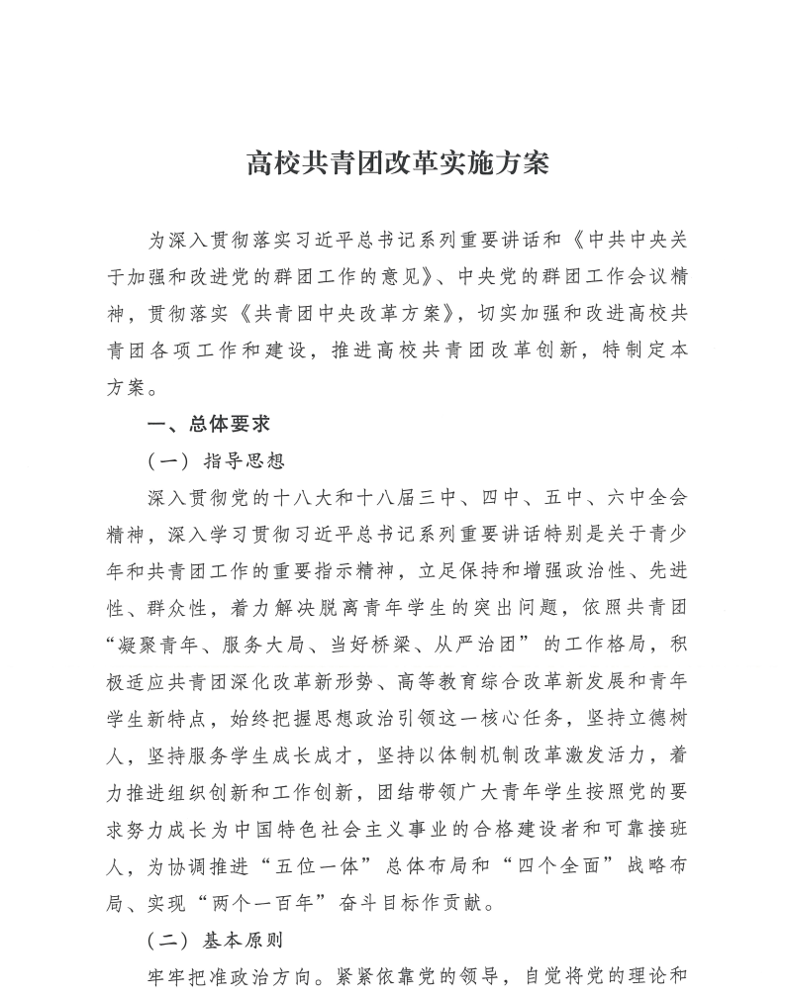 高校共青团改革实施方案
为深入贯彻落实习近平总书记系列重要讲话和《中共中央关
于加强和改进党的群团工作的意见》、中央党的群团工作会议精
神，贯彻落实《共青团中央改革方案》，切实加强和改进高校共
青团各项工作和建设，推进高校共青团改革创新，特制定本
方案。
一、总体要求
（一）指导思想
深入贯彻党的十八大和十八届三中、四中、五中、六中全会
精神，深入学习贯彻习近平总书记系列重要讲话特别是关于青少
年和共青团工作的重要指示精神，立足保持和增强政治性、先进
性、群众性，着力解决脱离青年学生的突出问题，依照共青团
“凝聚青年、服务大局、当好桥梁、从严治团”的工作格局，积
极适应共青团深化改革新形势、高等教育综合改革新发展和青年
学生新特点，始终把握思想政治引领这一核心任务，坚持立德树
人，坚持服务学生成长成才，坚持以体制机制改革激发活力，着
力推进组织创新和工作创新，团结带领广大青年学生按照党的要
求努力成长为中国特色社会主义事业的合格建设者和可靠接班
人，为协调推进“五位一体”总体布局和“四个全面”战略布
局、实现“两个一百年”奋斗目标作贡献。
（二）基本原则
牢牢把准政治方向。紧紧依靠党的领导，自觉将党的理论和